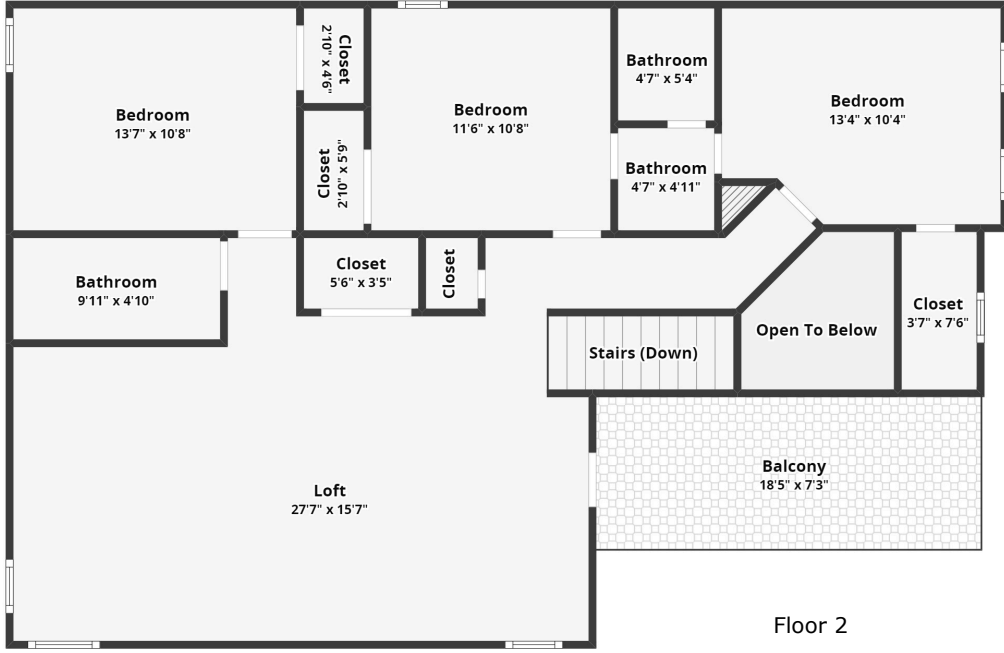 Bedroom
13'7" x 10'8"
Closet
2'10" x 4'6"
Closet
2'10" x 5'9"
Bedroom
11'6" x 10'8"
Bathroom
4'7" x 5'4"
Bathroom
4'7" x 4'11"
Bedroom
13'4" x 10'4"
Bathroom
9'11" x 4'10"
Closet
5'6" x 3'5"
Closet
Stairs (Down)
Open To Below
Closet
3'7" x 7'6"
Loft
27'7" x 15'7"
Balcony
18'5" x 7'3"
Floor 2